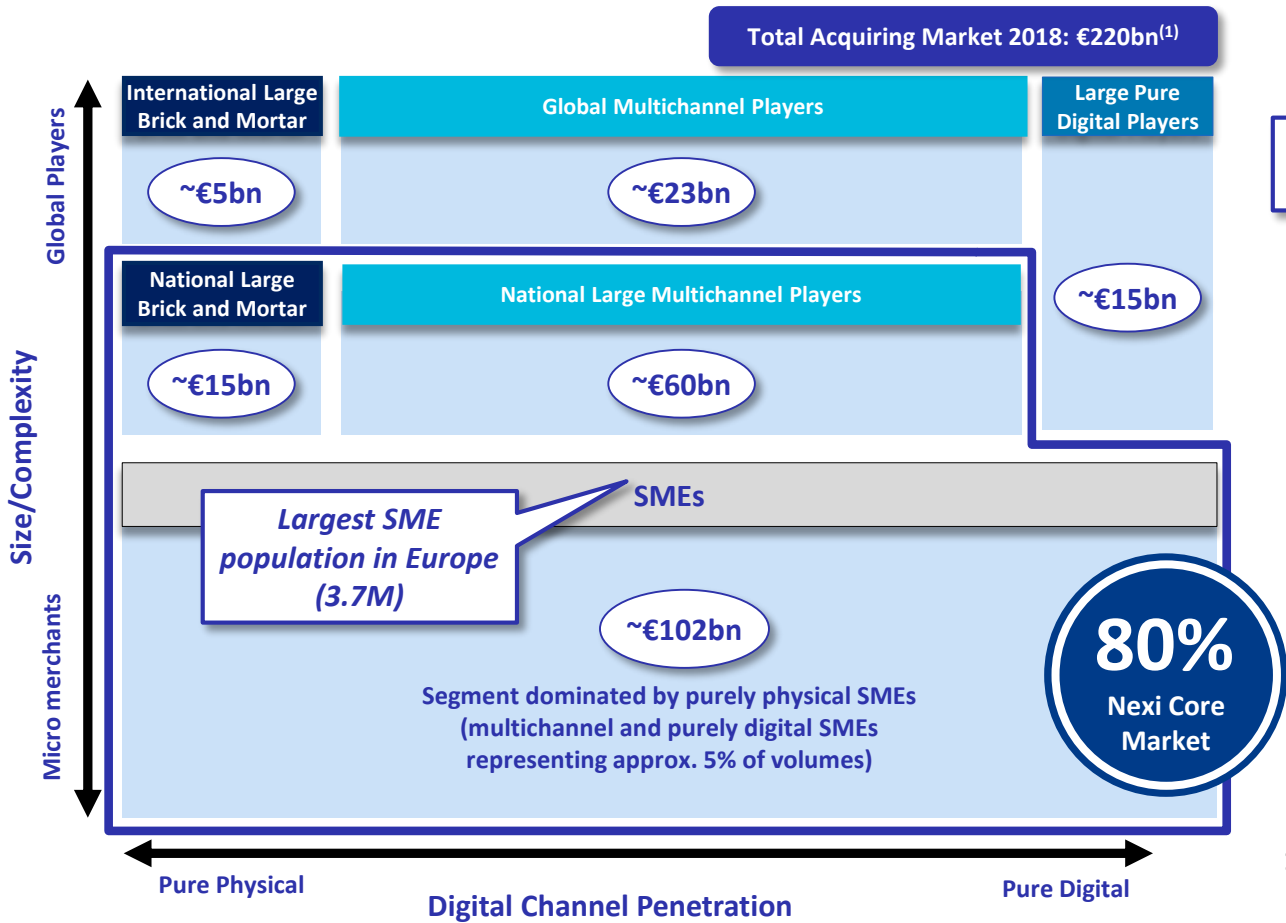 Total Acquiring Market 2018: €220bn(1)
International Large
Brick and Mortar
Global Multichannel Players
Large Pure
Digital Players
~€5bn
~€23bn
~€15bn
National Large
Brick and Mortar
National Large Multichannel Players
~€15bn
~€60bn
SMEs
Largest SME
population in Europe
(3.7M)
~€102bn
Segment dominated by purely physical SMEs
(multichannel and purely digital SMEs
representing approx. 5% of volumes)
80%
Nexi Core
Market
Global Players
Size/Complexity
Micro merchants
Pure Physical
Pure Digital
Digital Channel Penetration